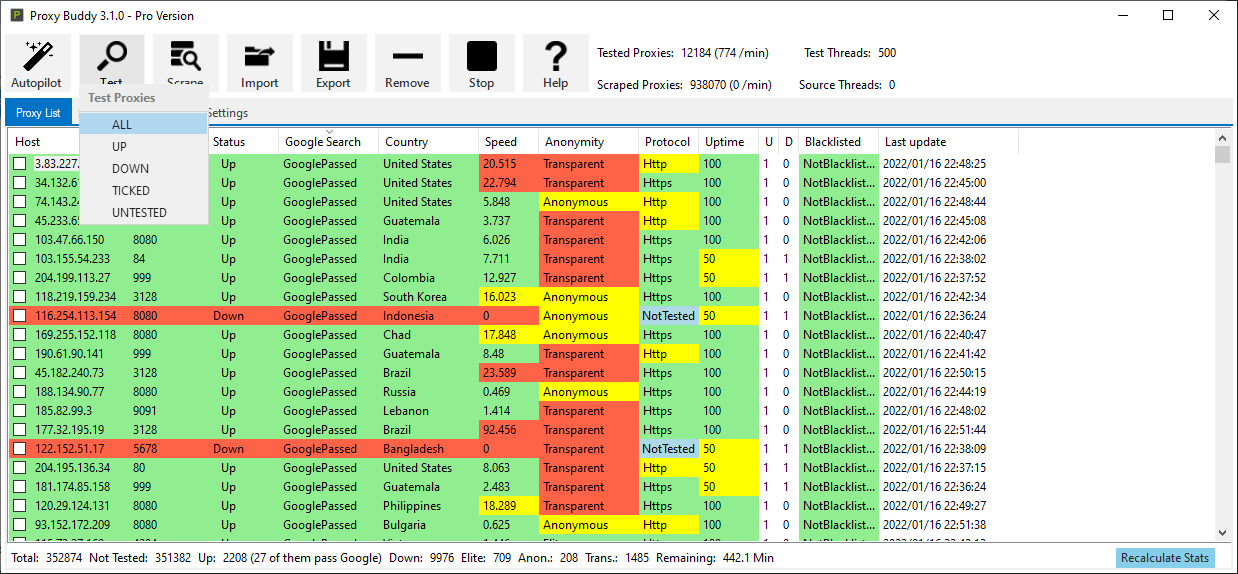 Proxy Buddy 3.1.0 - Pro Version
Autopilot Test Scrape Import Export Remove Stop Help
Tested Proxies: 12184 (774 /min) Test Threads: 500
Scraped Proxies: 938070 (0 /min) Source Threads: 0
Proxy List Settings
Test Proxies
ALL
UP
DOWN
TICKED
UNTESTED
Host Status Google Search Country Speed Anonymity Protocol Uptime U D Blacklisted Last update
3.83.227. Up GooglePassed United States 20.515 Transparent Http 100 1 0 NotBlacklist... 2022/01/16 22:48:25
34.132.61 Up GooglePassed United States 22.794 Transparent Https 100 1 0 NotBlacklist... 2022/01/16 22:45:00
74.143.24 Up GooglePassed United States 5.848 Anonymous Http 100 1 0 NotBlacklist... 2022/01/16 22:48:44
45.233.69 Up GooglePassed Guatemala 3.737 Transparent Http 100 1 0 NotBlacklist... 2022/01/16 22:45:08
103.47.66.150 8080 Up GooglePassed India 6.026 Transparent Https 100 1 0 NotBlacklist... 2022/01/16 22:42:06
103.155.54.233 84 Up GooglePassed India 7.711 Transparent Https 50 1 1 NotBlacklist... 2022/01/16 22:38:02
204.199.113.27 999 Up GooglePassed Colombia 12.927 Transparent Https 50 1 1 NotBlacklist... 2022/01/16 22:37:52
118.219.159.234 3128 Up GooglePassed South Korea 16.023 Anonymous Https 100 1 0 NotBlacklist... 2022/01/16 22:42:34
116.254.113.154 8080 Down GooglePassed Indonesia 0 Anonymous NotTested 50 1 1 NotBlacklist... 2022/01/16 22:36:24
169.255.152.118 8080 Up GooglePassed Chad 17.848 Anonymous Https 100 1 0 NotBlacklist... 2022/01/16 22:40:47
190.61.90.141 999 Up GooglePassed Guatemala 8.48 Transparent Http 100 1 0 NotBlacklist... 2022/01/16 22:41:42
45.182.240.73 3128 Up GooglePassed Brazil 23.589 Transparent Https 100 1 0 NotBlacklist... 2022/01/16 22:50:15
188.134.90.77 8080 Up GooglePassed Russia 0.469 Anonymous Https 100 1 0 NotBlacklist... 2022/01/16 22:44:19
185.82.99.3 9091 Up GooglePassed Lebanon 1.414 Transparent Https 100 1 0 NotBlacklist... 2022/01/16 22:48:02
177.32.195.19 3128 Up GooglePassed Brazil 92.456 Transparent Https 100 1 0 NotBlacklist... 2022/01/16 22:51:44
122.152.51.17 5678 Down GooglePassed Bangladesh 0 Transparent NotTested 50 1 1 NotBlacklist... 2022/01/16 22:38:09
204.195.136.34 80 Up GooglePassed United States 8.063 Transparent Http 50 1 1 NotBlacklist... 2022/01/16 22:37:15
181.174.85.158 999 Up GooglePassed Guatemala 2.483 Transparent Https 50 1 1 NotBlacklist... 2022/01/16 22:36:24
120.29.124.131 8080 Up GooglePassed Philippines 18.289 Transparent Https 100 1 0 NotBlacklist... 2022/01/16 22:49:27
93.152.172.209 8080 Up GooglePassed Bulgaria 0.625 Anonymous Http 100 1 0 NotBlacklist... 2022/01/16 22:51:38
Total: 352874 Not Tested: 351382 Up: 2208 (27 of them pass Google) Down: 9976 Elite: 709 Anon.: 208 Trans.: 1485 Remaining: 442.1 Min Recalculate Stats